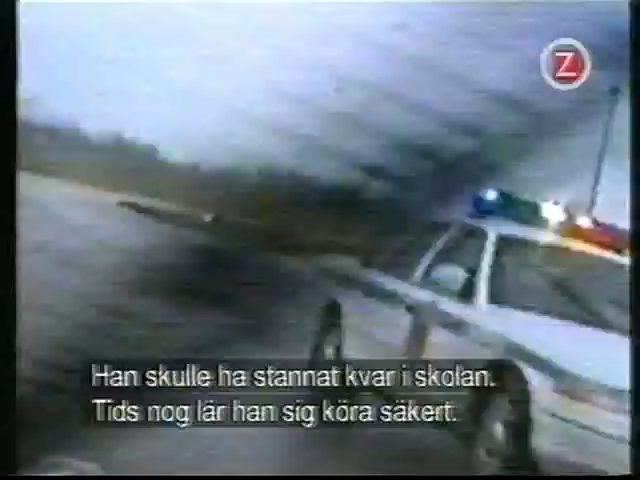 Z
Han skulle ha stannat kvar i skolan.
Tids nog lär han sig köra säkert.